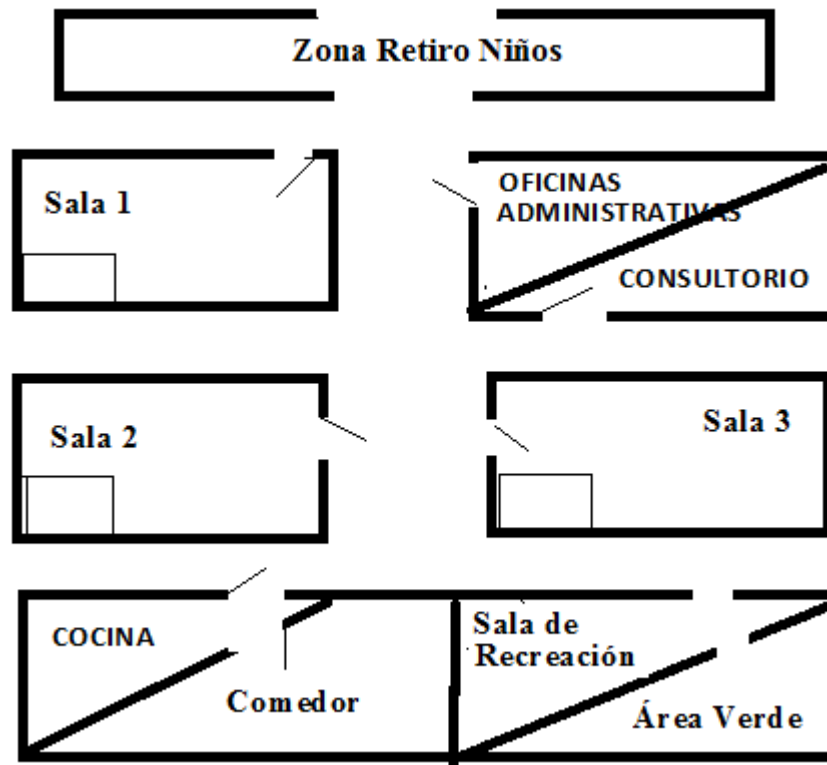 Zona Retiro Niños
Sala 1
OFICINAS
ADMINISTRATIVAS
CONSULTORIO
Sala 2
Sala 3
COCINA
Comedor
Sala de
Recreación
Área Verde